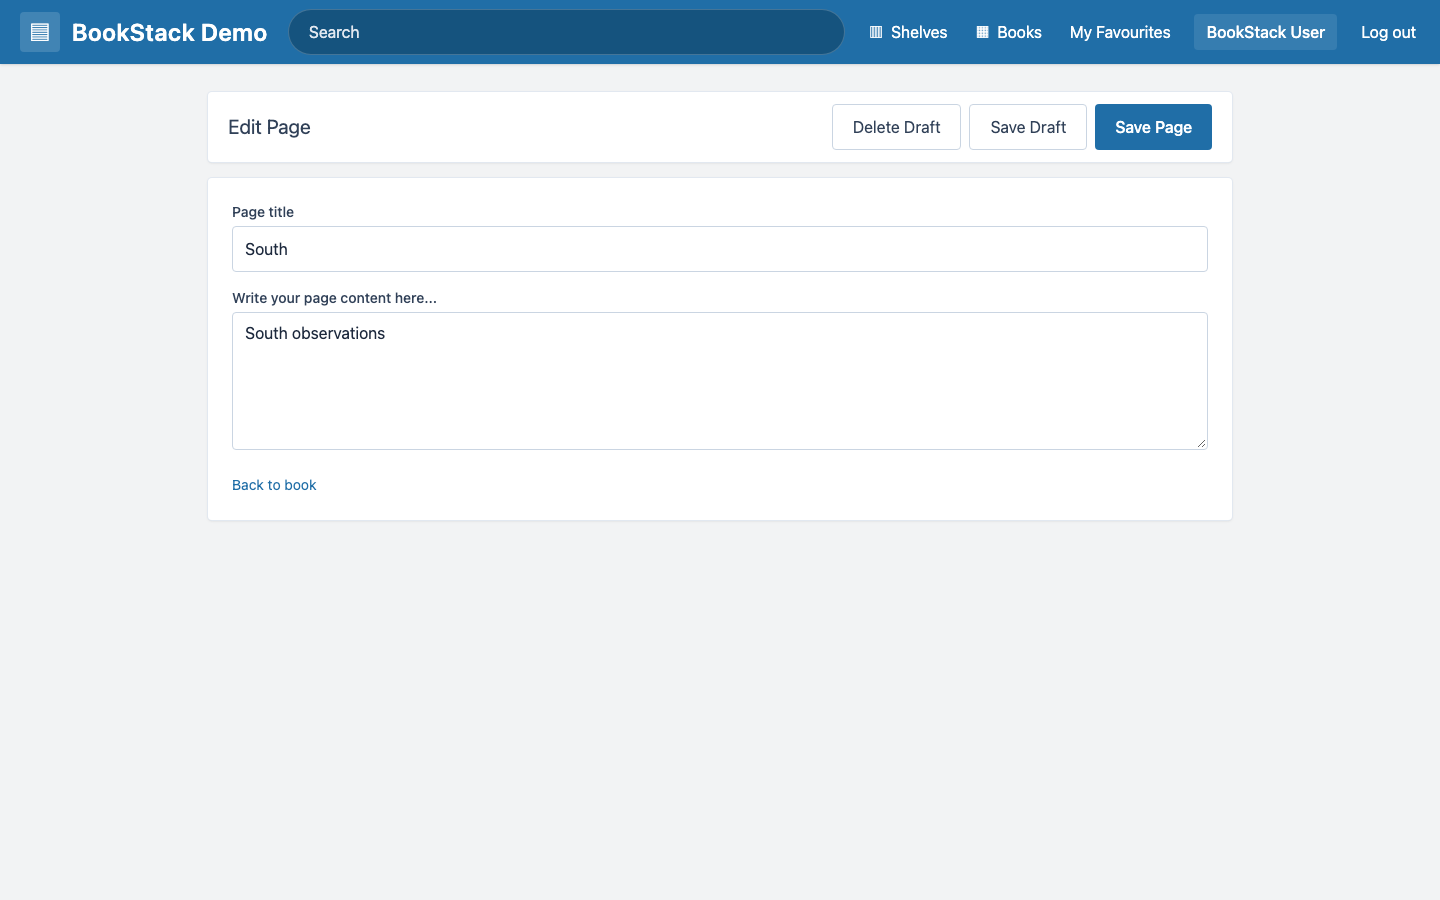 BookStack Demo
Search
Shelves
Books
My Favourites
BookStack User
Log out
Edit Page
Delete Draft
Save Draft
Save Page
Page title
South
Write your page content here...
South observations
Back to book